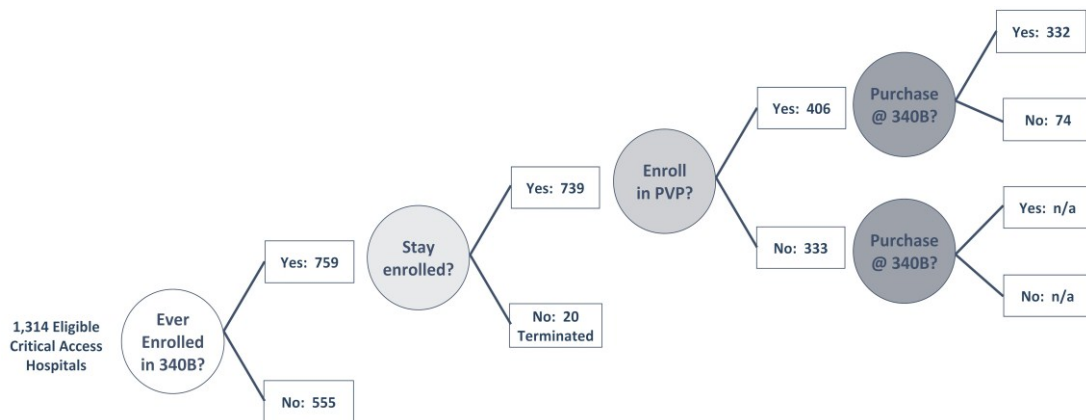 1,314 Eligible
Critical Access
Hospitals
Ever
Enrolled
in 340B?
Yes: 759
No: 555
Stay
enrolled?
Yes: 739
No: 20
Terminated
Enroll
in PVP?
Yes: 406
No: 333
Purchase
@ 340B?
Yes: 332
No: 74
Purchase
@ 340B?
Yes: n/a
No: n/a